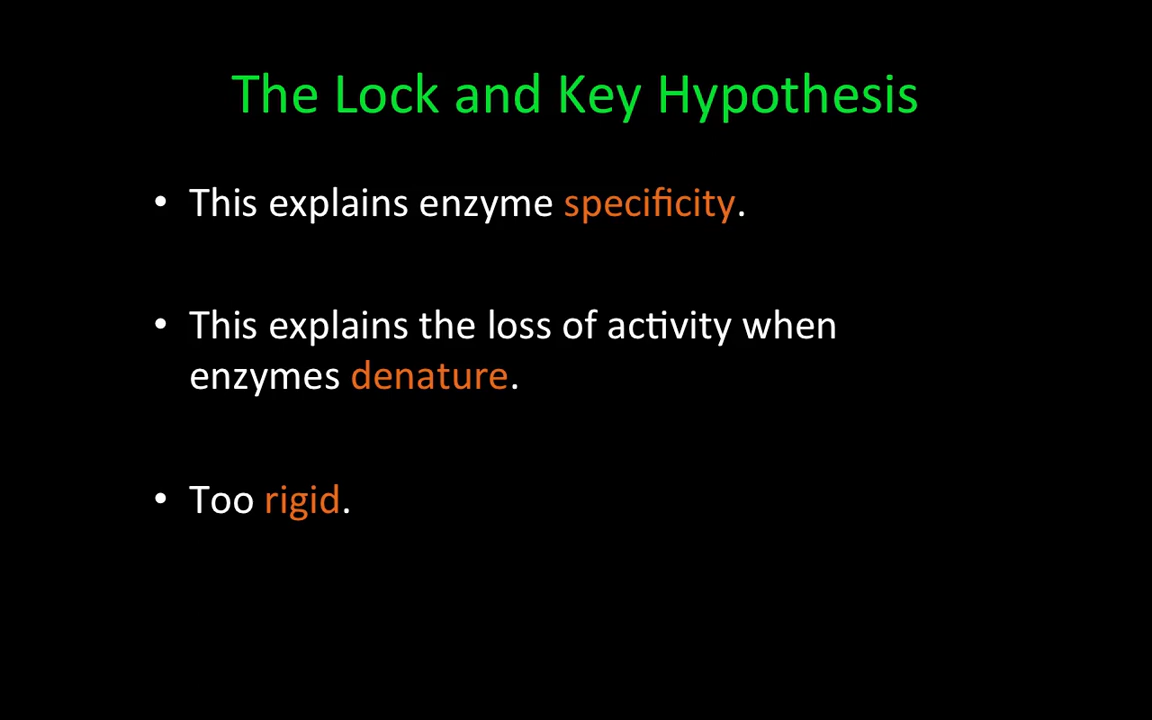 The Lock and Key Hypothesis
• This explains enzyme specificity.
• This explains the loss of activity when
enzymes denature.
• Too rigid.